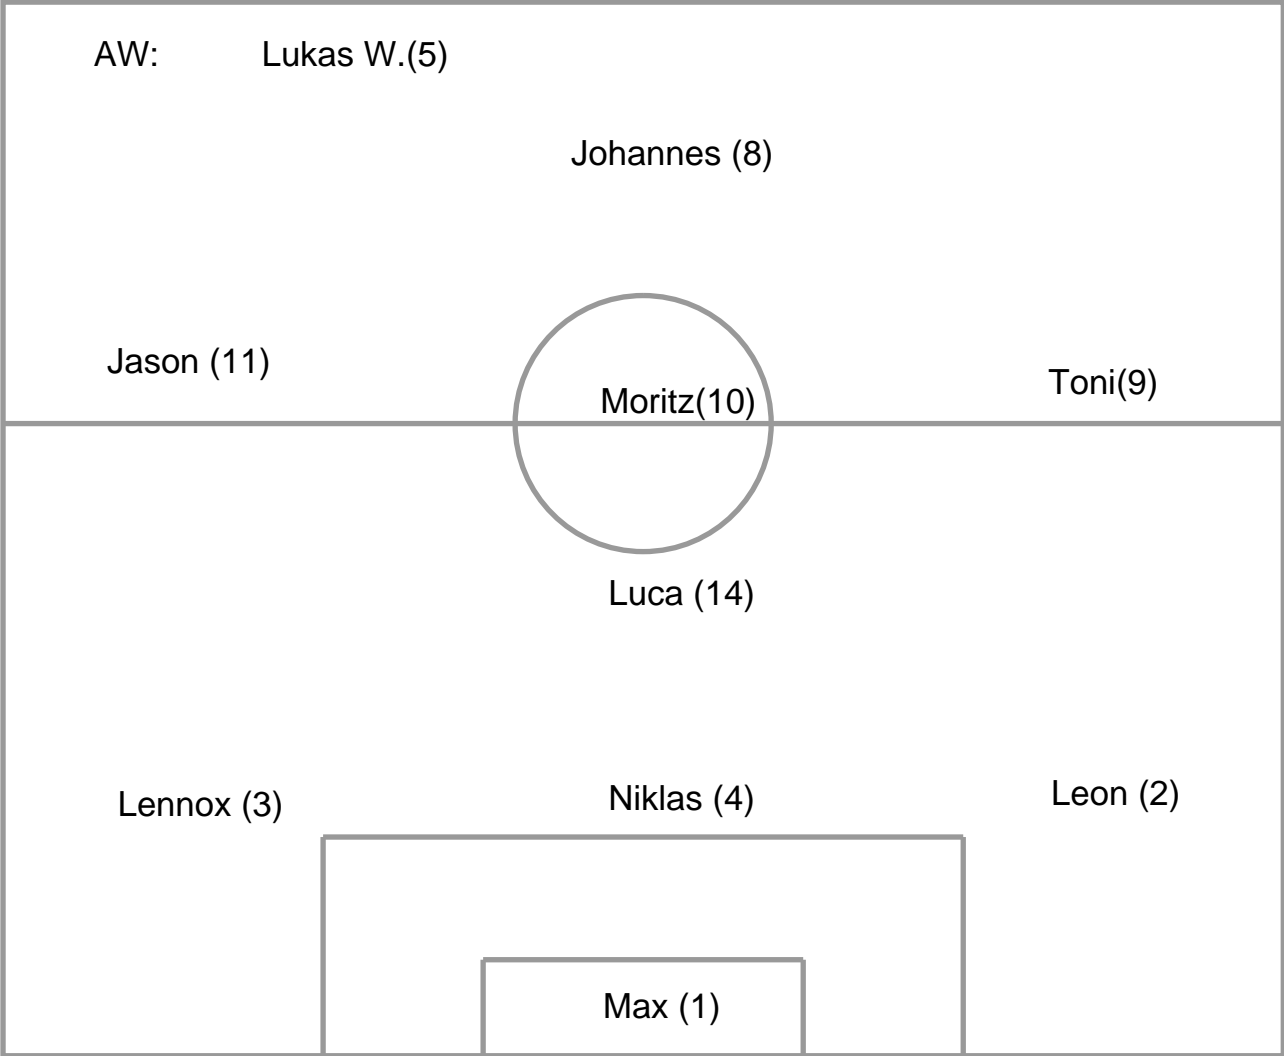 AW: Lukas W.(5)
Johannes (8)
Jason (11)
Toni(9)
Moritz(10)
Luca (14)
Lennox (3)
Niklas (4)
Leon (2)
Max (1)